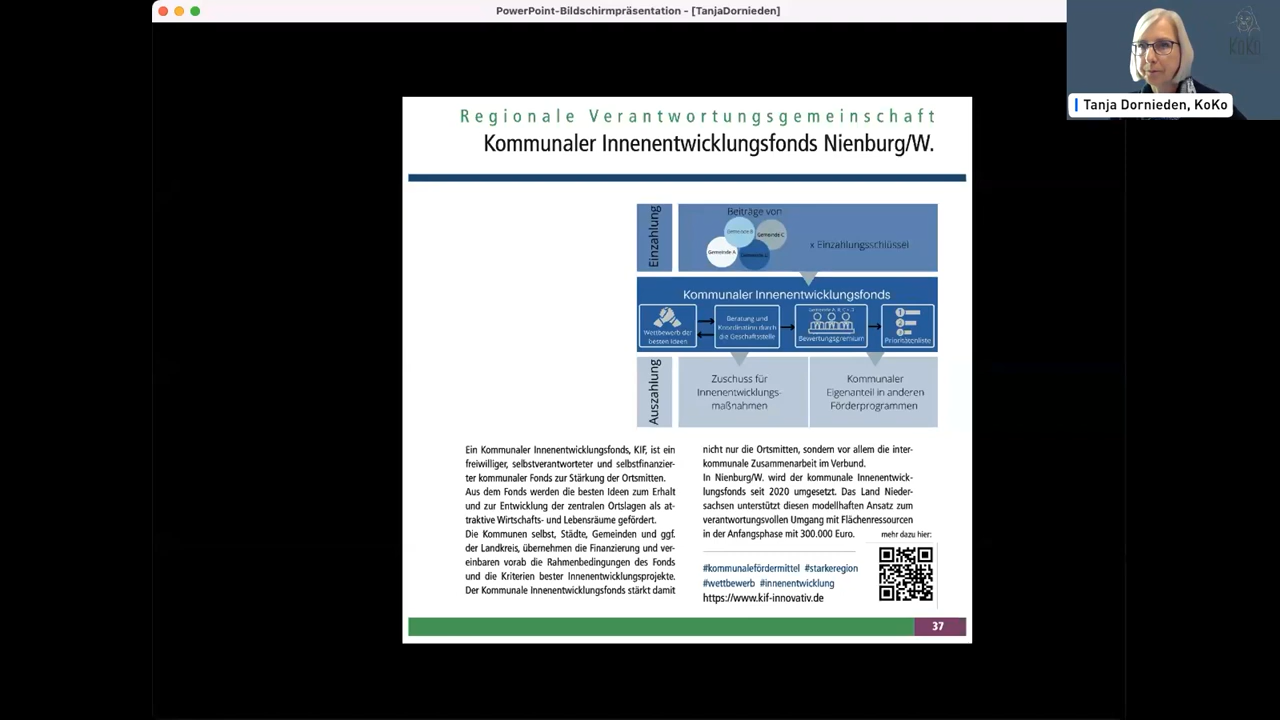 PowerPoint-Bildschirmpräsentation - [TanjaDornieden]
KoKo
Tanja Dornieden, KoKo
Regionale Verantwortungsgemeinschaft
Kommunaler Innenentwicklungsfonds Nienburg/W.
Einzahlung
Beiträge von
Gemeinde B
Gemeinde C
Gemeinde A
x Einzahlungsschlüssel
Kommunaler Innenentwicklungsfonds
Wettbewerb der
besten Ideen
Beratung und
Koordination durch
die Geschäftsstelle
Bewertungsgremium
1
2
3
Prioritätenliste
Auszahlung
Zuschuss für
Innenentwicklungs-
maßnahmen
Kommunaler
Eigenanteil in anderen
Förderprogrammen
Ein Kommunaler Innenentwicklungsfonds, KIF, ist ein
freiwilliger, selbstverantworteter und selbstfinanzier-
ter kommunaler Fonds zur Stärkung der Ortsmitten.
Aus dem Fonds werden die besten Ideen zum Erhalt
und zur Entwicklung der zentralen Ortslagen als at-
traktive Wirtschafts- und Lebensräume gefördert.
Die Kommunen selbst, Städte, Gemeinden und ggf.
der Landkreis, übernehmen die Finanzierung und ver-
einbaren vorab die Rahmenbedingungen des Fonds
und die Kriterien bester Innenentwicklungsprojekte.
Der Kommunale Innenentwicklungsfonds stärkt damit
nicht nur die Ortsmitten, sondern vor allem die inter-
kommunale Zusammenarbeit im Verbund.
In Nienburg/W. wird der kommunale Innenentwick-
lungsfonds seit 2020 umgesetzt. Das Land Nieder-
sachsen unterstützt diesen modellhaften Ansatz zum
verantwortungsvollen Umgang mit Flächenressourcen
in der Anfangsphase mit 300.000 Euro.
mehr dazu hier:
#kommunalefördermittel #starkeregion
#wettbewerb #innenentwicklung
https://www.kif-innovativ.de
37